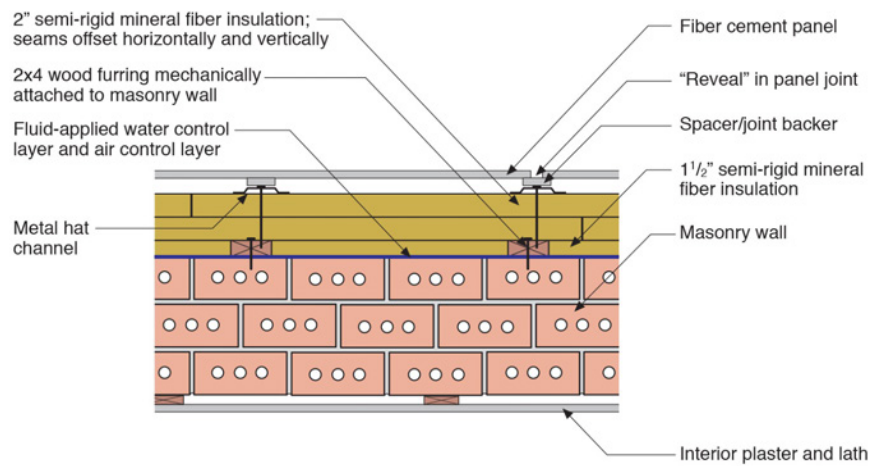 2” semi-rigid mineral fiber insulation;
seams offset horizontally and vertically
2x4 wood furring mechanically
attached to masonry wall
Fluid-applied water control
layer and air control layer
Metal hat
channel
Fiber cement panel
“Reveal” in panel joint
Spacer/joint backer
1 1/2” semi-rigid mineral
fiber insulation
Masonry wall
Interior plaster and lath